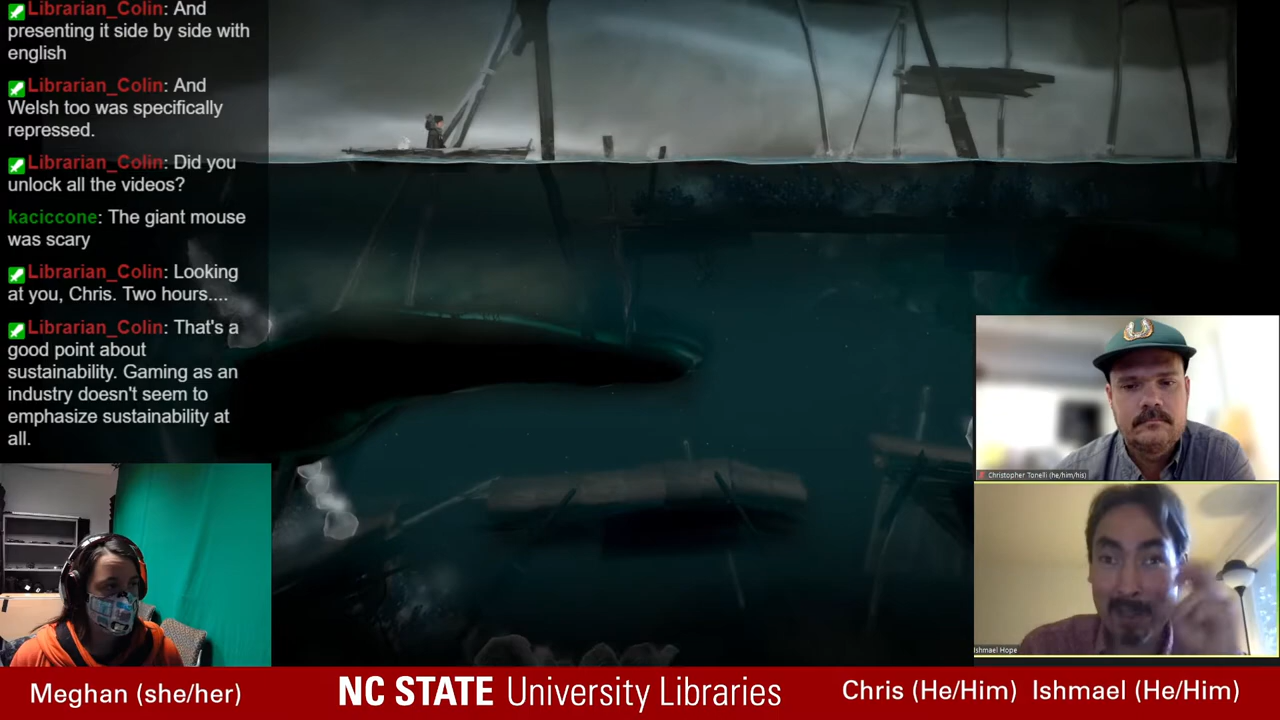 Librarian_Colin: And
presenting it side by side with
english
Librarian_Colin: And
Welsh too was specifically
repressed.
Librarian_Colin: Did you
unlock all the videos?
kaciccone: The giant mouse
was scary
Librarian_Colin: Looking
at you, Chris. Two hours....
Librarian_Colin: That's a
good point about
sustainability. Gaming as an
industry doesn't seem to
emphasize sustainability at
all.
Christopher Tonelli (he/him/his)
Ishmael Hope
Meghan (she/her)
NC STATE University Libraries
Chris (He/Him) Ishmael (He/Him)